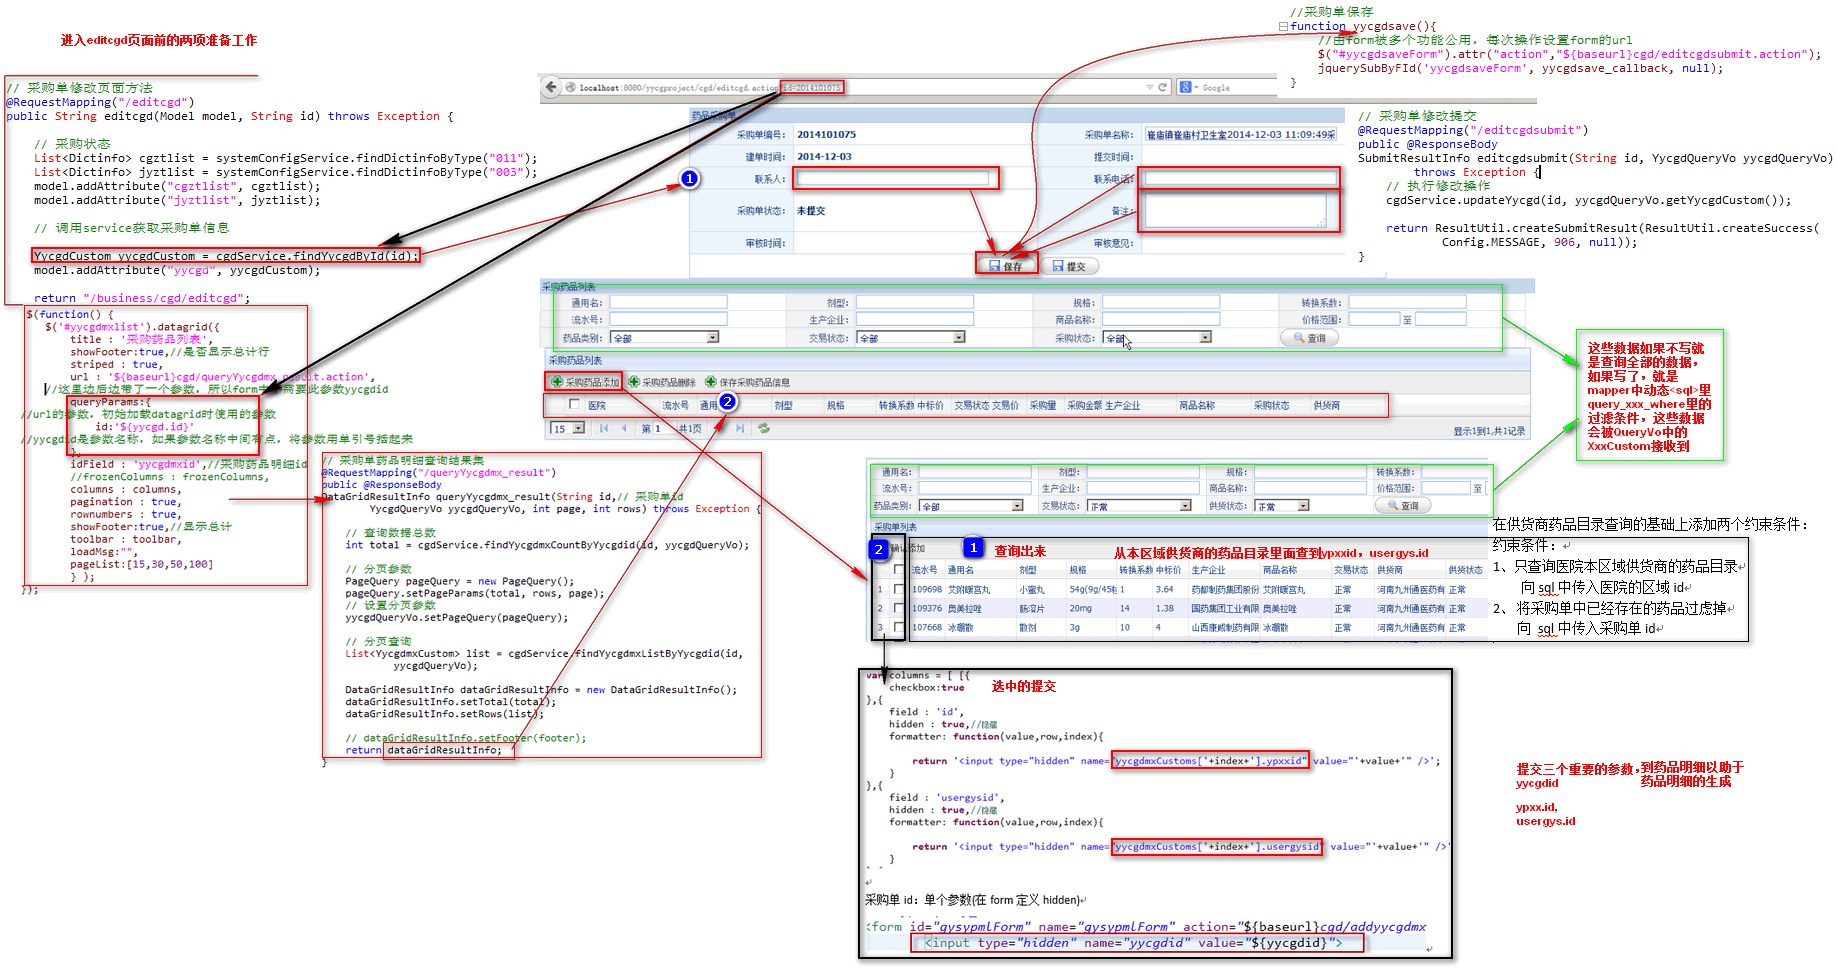 进入editcgd页面前的两项准备工作
// 采购单修改页面方法
@RequestMapping("/editcgd")
public String editcgd(Model model, String id) throws Exception {
// 采购状态
List<Dictinfo> cgztlist = systemConfigService.findDictinfoByType("011");
List<Dictinfo> jyztlist = systemConfigService.findDictinfoByType("003");
model.addAttribute("cgztlist", cgztlist);
model.addAttribute("jyztlist", jyztlist);
// 调用service获取采购单信息
YycgdCustom yycgdCustom = cgdService.findYycgdById(id);
model.addAttribute("yycgd", yycgdCustom);
return "/business/cgd/editcgd";
$(function() {
$('#yycgdmxlist').datagrid({
title : '采购药品列表',
showFooter:true,//是否显示总计行
striped : true,
url : '${baseurl}cgd/queryYycgdmx_result.action',
//这里边后边带了一个参数，所以form中 需要此参数yycgdid
queryParams:{
//url的参数，初始加载datagrid时使用的参数
id:'${yycgd.id}'
//yycgdid是参数名称，如果参数名称中间有点，将参数用单引号括起来
},
idField : 'yycgdmxid',//采购药品明细id
//frozenColumns : frozenColumns,
columns : columns,
pagination : true,
rownumbers : true,
showFooter:true,//显示总计
toolbar : toolbar,
loadMsg:"",
pageList:[15,30,50,100]
} );
});
// 采购单药品明细查询结果集
@RequestMapping("/queryYycgdmx_result")
public @ResponseBody
DataGridResultInfo queryYycgdmx_result(String id,// 采购单id
YycgdQueryVo yycgdQueryVo, int page, int rows) throws Exception {
// 查询数据总数
int total = cgdService.findYycgdmxCountByYycgdid(id, yycgdQueryVo);
// 分页参数
PageQuery pageQuery = new PageQuery();
pageQuery.setPageParams(total, rows, page);
// 设置分页参数
yycgdQueryVo.setPageQuery(pageQuery);
// 分页查询
List<YycgdmxCustom> list = cgdService.findYycgdmxListByYycgdid(id,
yycgdQueryVo);
DataGridResultInfo dataGridResultInfo = new DataGridResultInfo();
dataGridResultInfo.setTotal(total);
dataGridResultInfo.setRows(list);
// dataGridResultInfo.setFooter(footer);
return dataGridResultInfo;
}
localhost:8080/yycgproject/cgd/editcgd.action?id=2014101075
Google
药品采购单
采购单编号： 2014101075 采购单名称： 崔庙镇崔庙村卫生室2014-12-03 11:09:49采
建单时间： 2014-12-03 提交时间：
1 联系人： 联系电话：
采购单状态： 未提交 备注：
审核时间： 审核意见：
保存 提交
采购药品列表
通用名： 剂型： 规格： 转换系数：
流水号： 生产企业： 商品名称： 价格范围： 至
药品类别： 全部 交易状态： 全部 采购状态： 全部 查询
采购药品列表
采购药品添加 采购药品删除 保存采购药品信息
2
医院 流水号 通用 剂型 规格 转换系数 中标价 交易状态 交易价 采购量 采购金额 生产企业 商品名称 采购状态 供货商
15 第 1 共1页 显示1到1,共1记录
//采购单保存
function yycgdsave(){
//由form被多个功能公用，每次操作设置form的url
$("#yycgdsaveForm").attr("action","${baseurl}cgd/editcgdsubmit.action");
jquerySubByFId('yycgdsaveForm', yycgdsave_callback, null);
}
// 采购单修改提交
@RequestMapping("/editcgdsubmit")
public @ResponseBody
SubmitResultInfo editcgdsubmit(String id, YycgdQueryVo yycgdQueryVo)
throws Exception {
// 执行修改操作
cgdService.updateYycgd(id, yycgdQueryVo.getYycgdCustom());
return ResultUtil.createSubmitResult(ResultUtil.createSuccess(
Config.MESSAGE, 906, null));
}
这些数据如果不写就
是查询全部的数据，
如果写了，就是
mapper中动态<sql>里
query_xxx_where里的
过滤条件，这些数据
会被QueryVo中的
XxxCustom接收到
通用名： 剂型： 规格： 转换系数：
流水号： 生产企业： 商品名称： 价格范围： 至
药品类别： 全部 交易状态： 正常 供货状态： 正常 查询
采购单列表
2 确认添加 1 查询出来 从本区域供货商的药品目录里面查到ypxxid，usergys.id
流水号 通用名 剂型 规格 转换系数 中标价 生产企业 商品名称 交易状态 供货商 供货状态
1 109698 艾附暖宫丸 小蜜丸 54g(9g/45粒 1 3.64 药都制药集团股份 艾附暖宫丸 正常 河南九州通医药有 正常
2 109376 奥美拉唑 肠溶片 20mg 14 1.38 国药集团工业有限 奥美拉唑 正常 河南九州通医药有 正常
3 107668 冰硼散 散剂 3g 10 4 山西康威制药有限 冰硼散 正常 河南九州通医药有 正常
在供货商药品目录查询的基础上添加两个约束条件：
约束条件：
1、只查询医院本区域供货商的药品目录
向 sql 中传入医院的区域 id
2、 将采购单中已经存在的药品过虑掉
向 sql 中传入采购单 id
var columns = [ [{
checkbox:true 选中的提交
},{
field : 'id',
hidden : true,//隐藏
formatter: function(value,row,index){
return '<input type="hidden" name="yycgdmxCustoms['+index+'].ypxxid" value="'+value+'" />';
}
},{
field : 'usergysid',
hidden : true,//隐藏
formatter: function(value,row,index){
return '<input type="hidden" name="yycgdmxCustoms['+index+'].usergysid" value="'+value+'" />'
}
采购单 id：单个参数(在 form 定义 hidden)
<form id="gysypmlForm" name="gysypmlForm" action="${baseurl}cgd/addyycgdmx
<input type="hidden" name="yycgdid" value="${yycgdid}">
提交三个重要的参数，到药品明细以助于
yycgdid 药品明细的生成
ypxx.id,
usergys.id